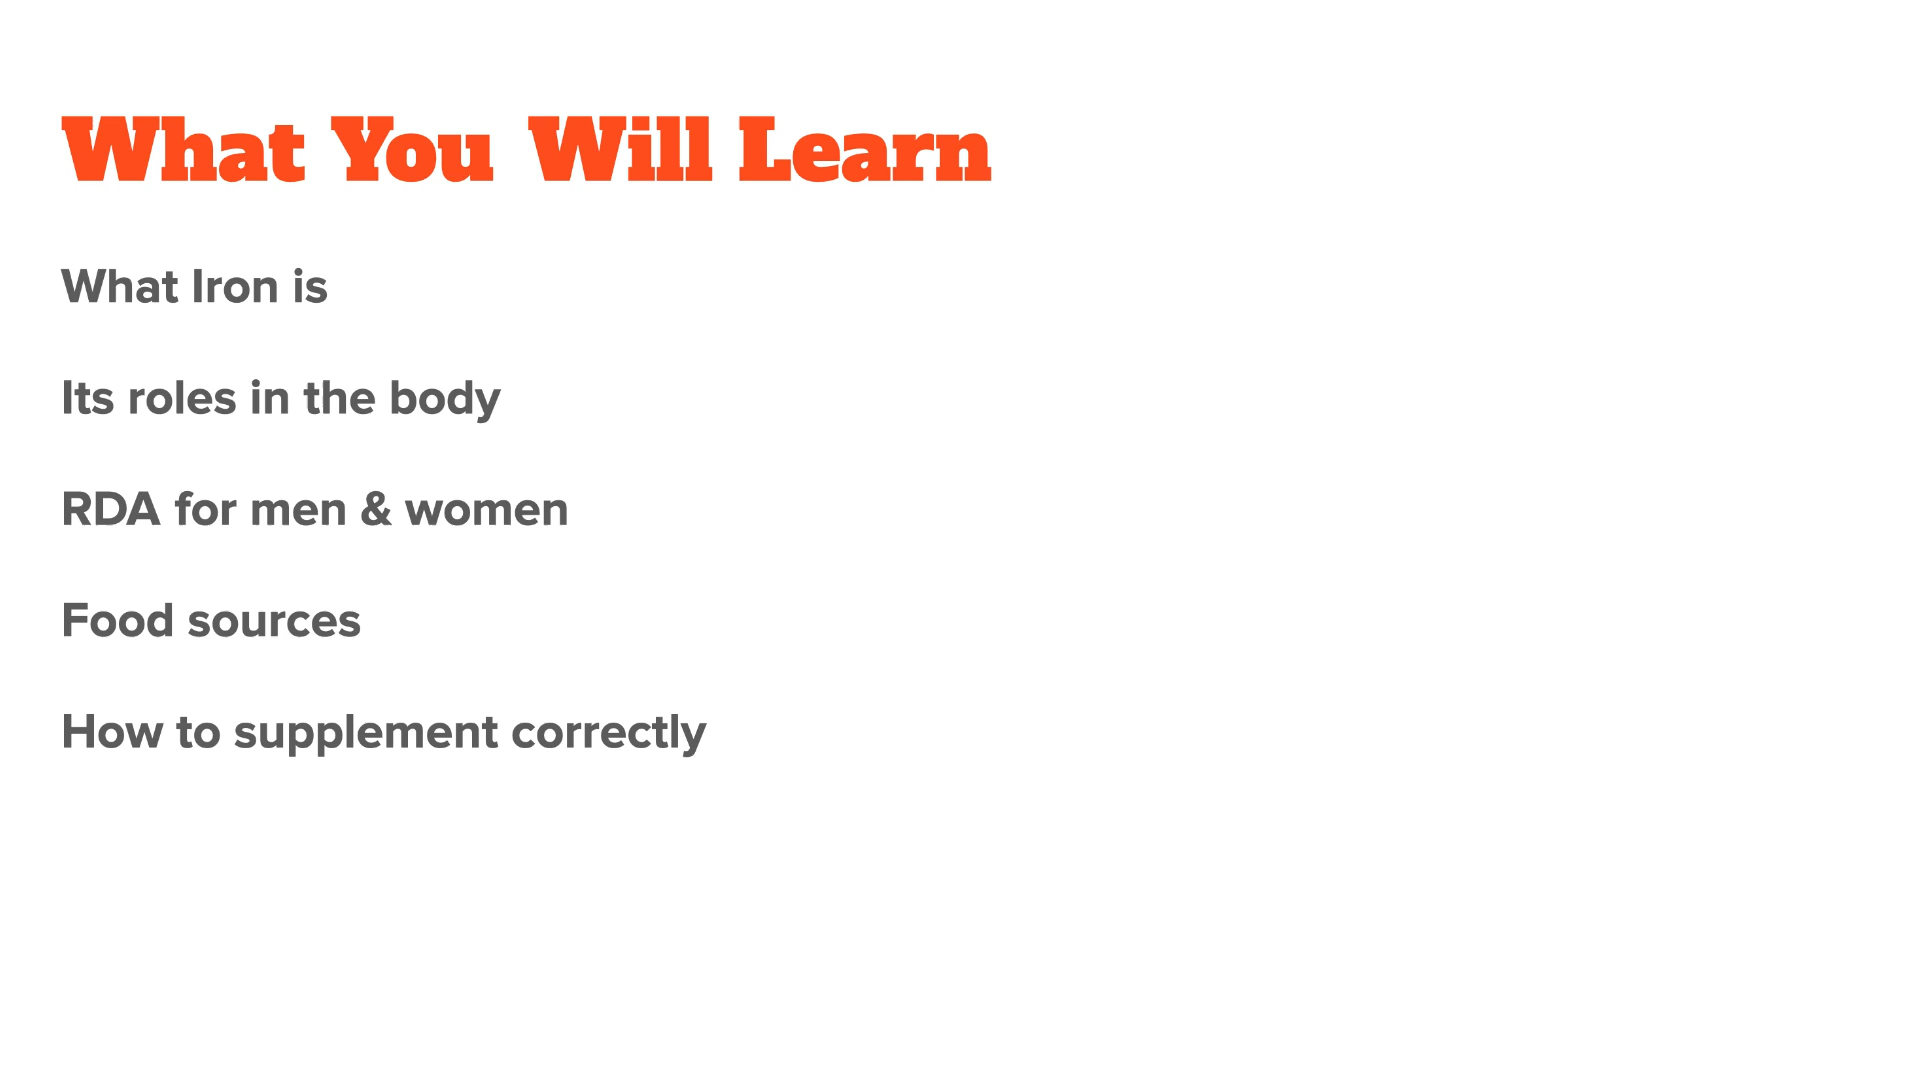 What You Will Learn
What Iron is
Its roles in the body
RDA for men & women
Food sources
How to supplement correctly